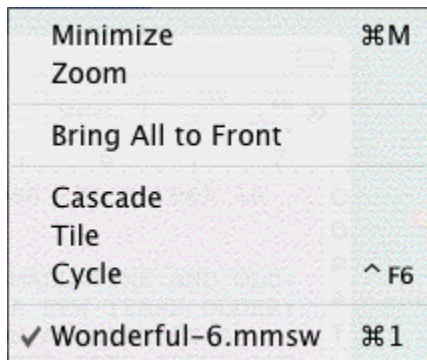 Minimize ⌘M
Zoom
Bring All to Front
Cascade
Tile
Cycle ^F6
✓ Wonderful-6.mmsw ⌘1